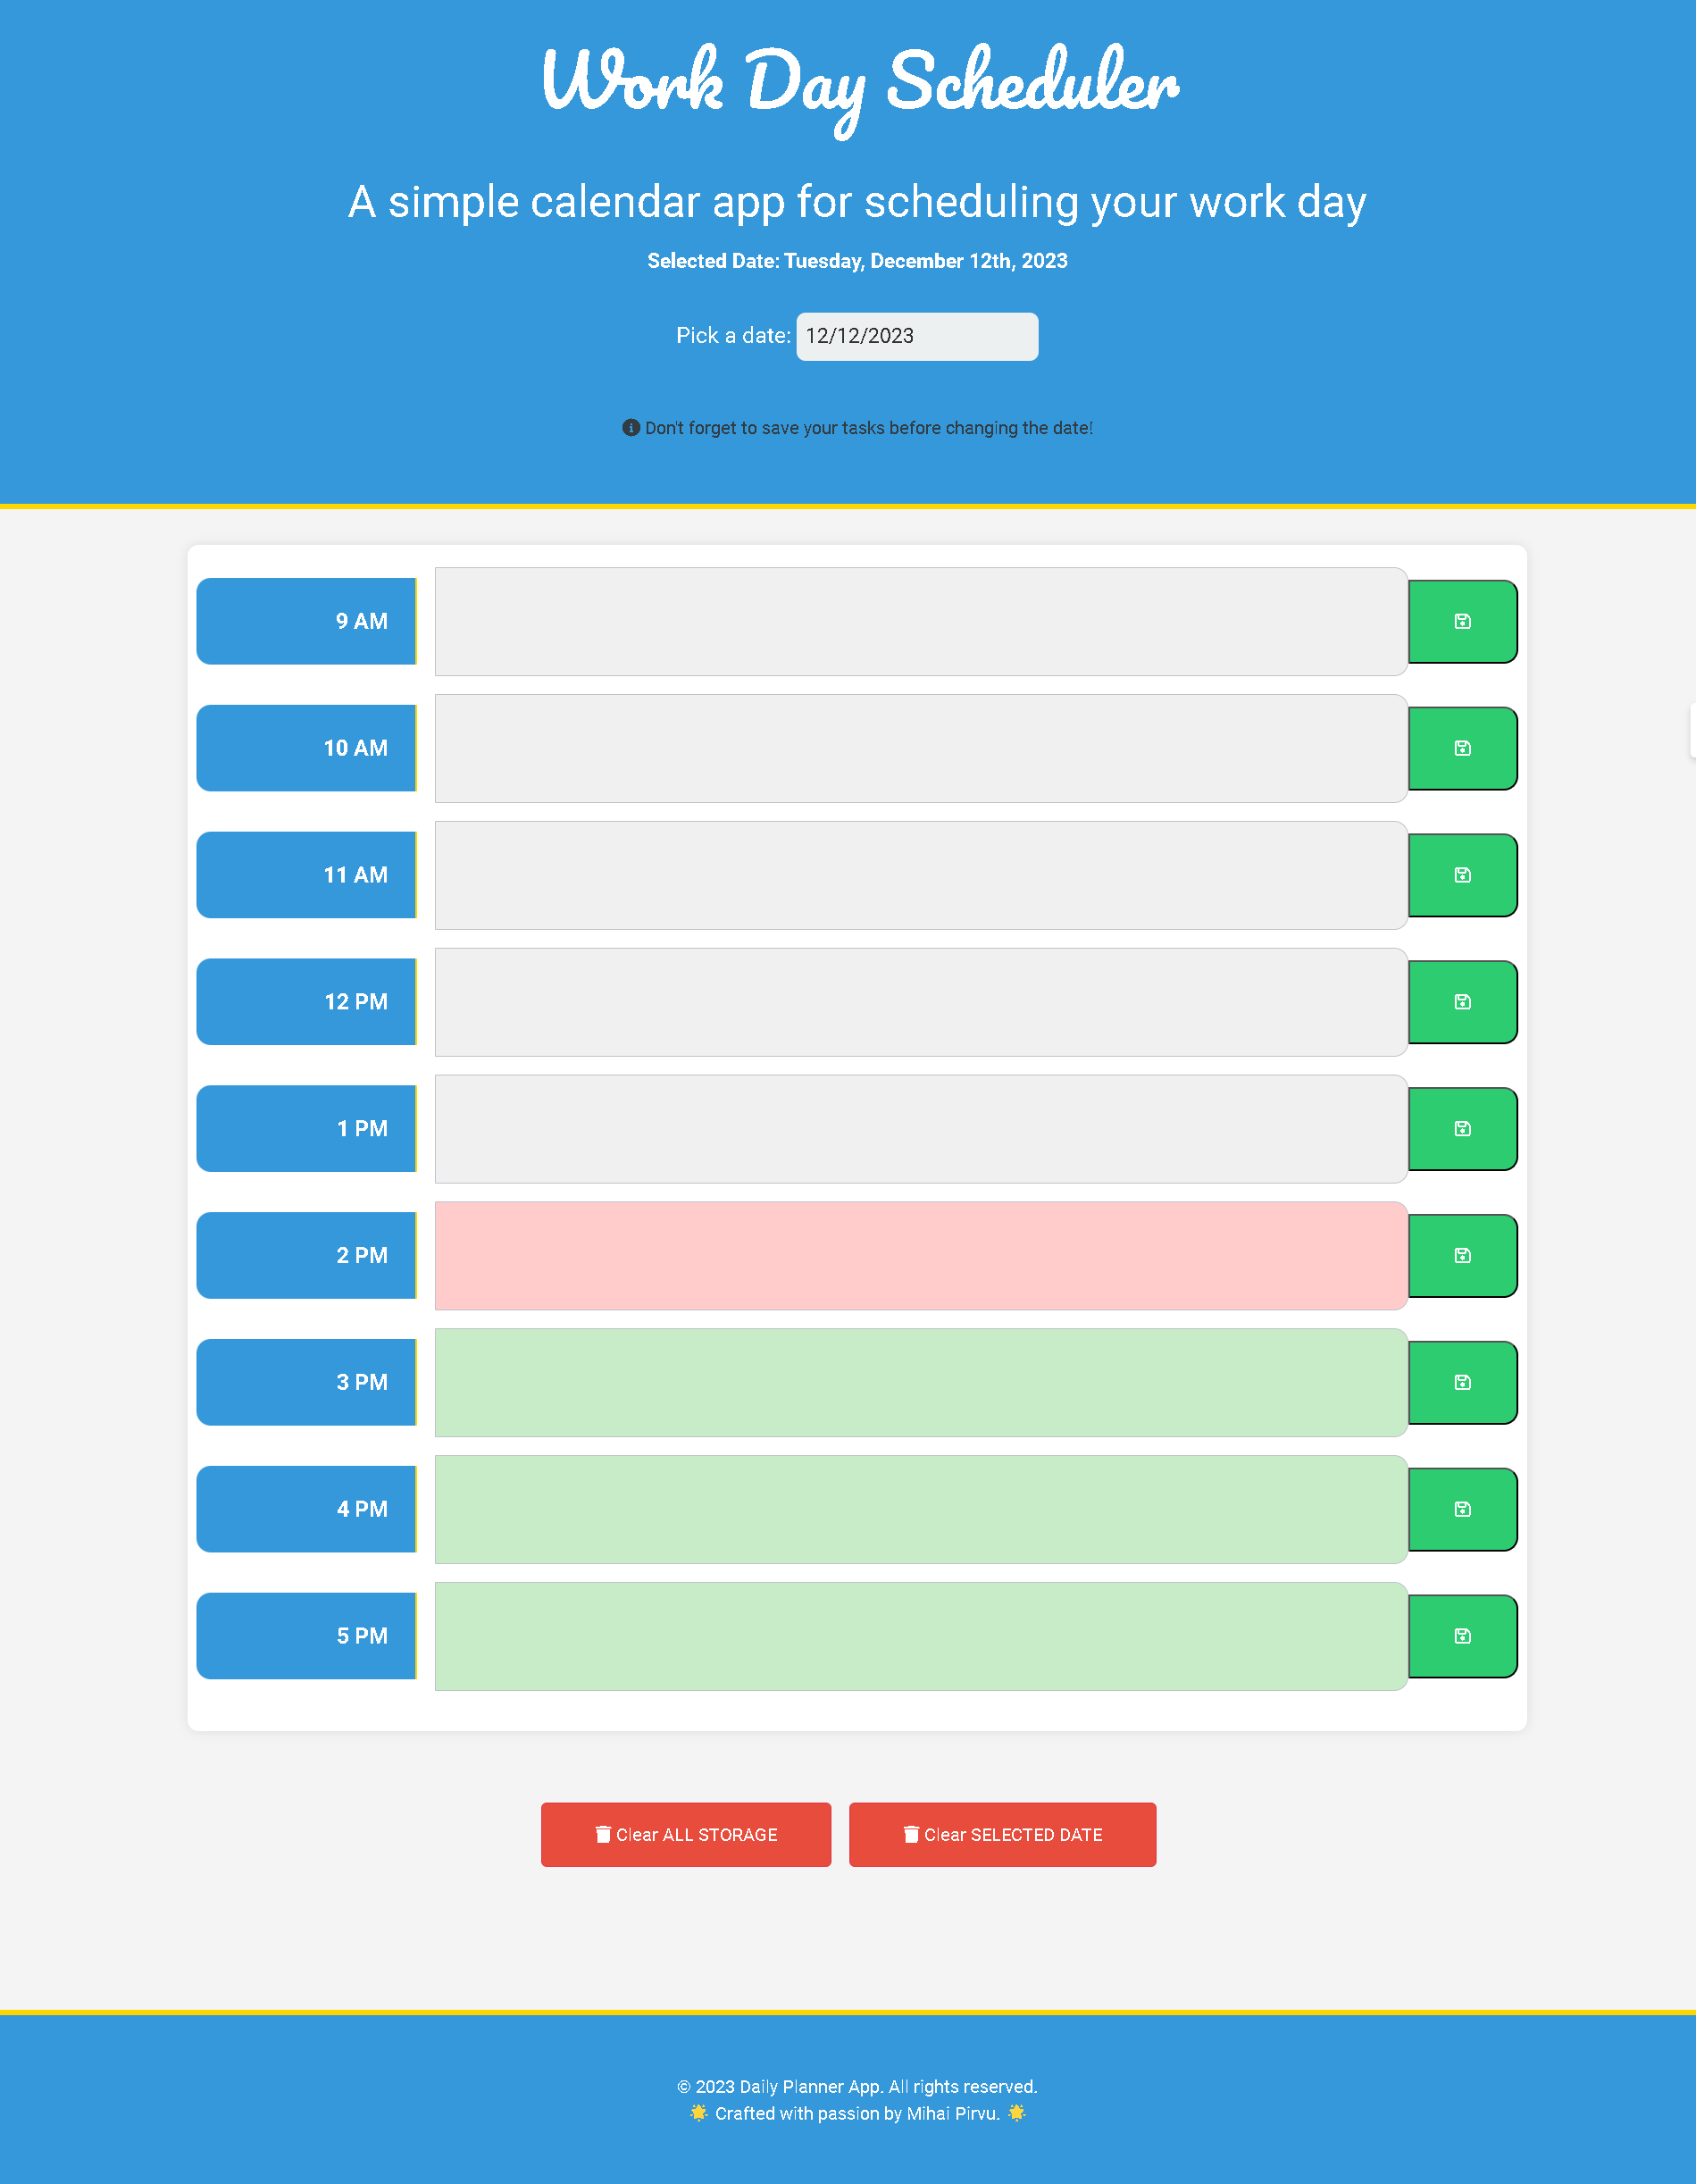 Work Day Scheduler
A simple calendar app for scheduling your work day
Selected Date: Tuesday, December 12th, 2023
Pick a date: 12/12/2023
Don't forget to save your tasks before changing the date!
9 AM
10 AM
11 AM
12 PM
1 PM
2 PM
3 PM
4 PM
5 PM
Clear ALL STORAGE
Clear SELECTED DATE
© 2023 Daily Planner App. All rights reserved.
🌟 Crafted with passion by Mihai Pirvu. 🌟